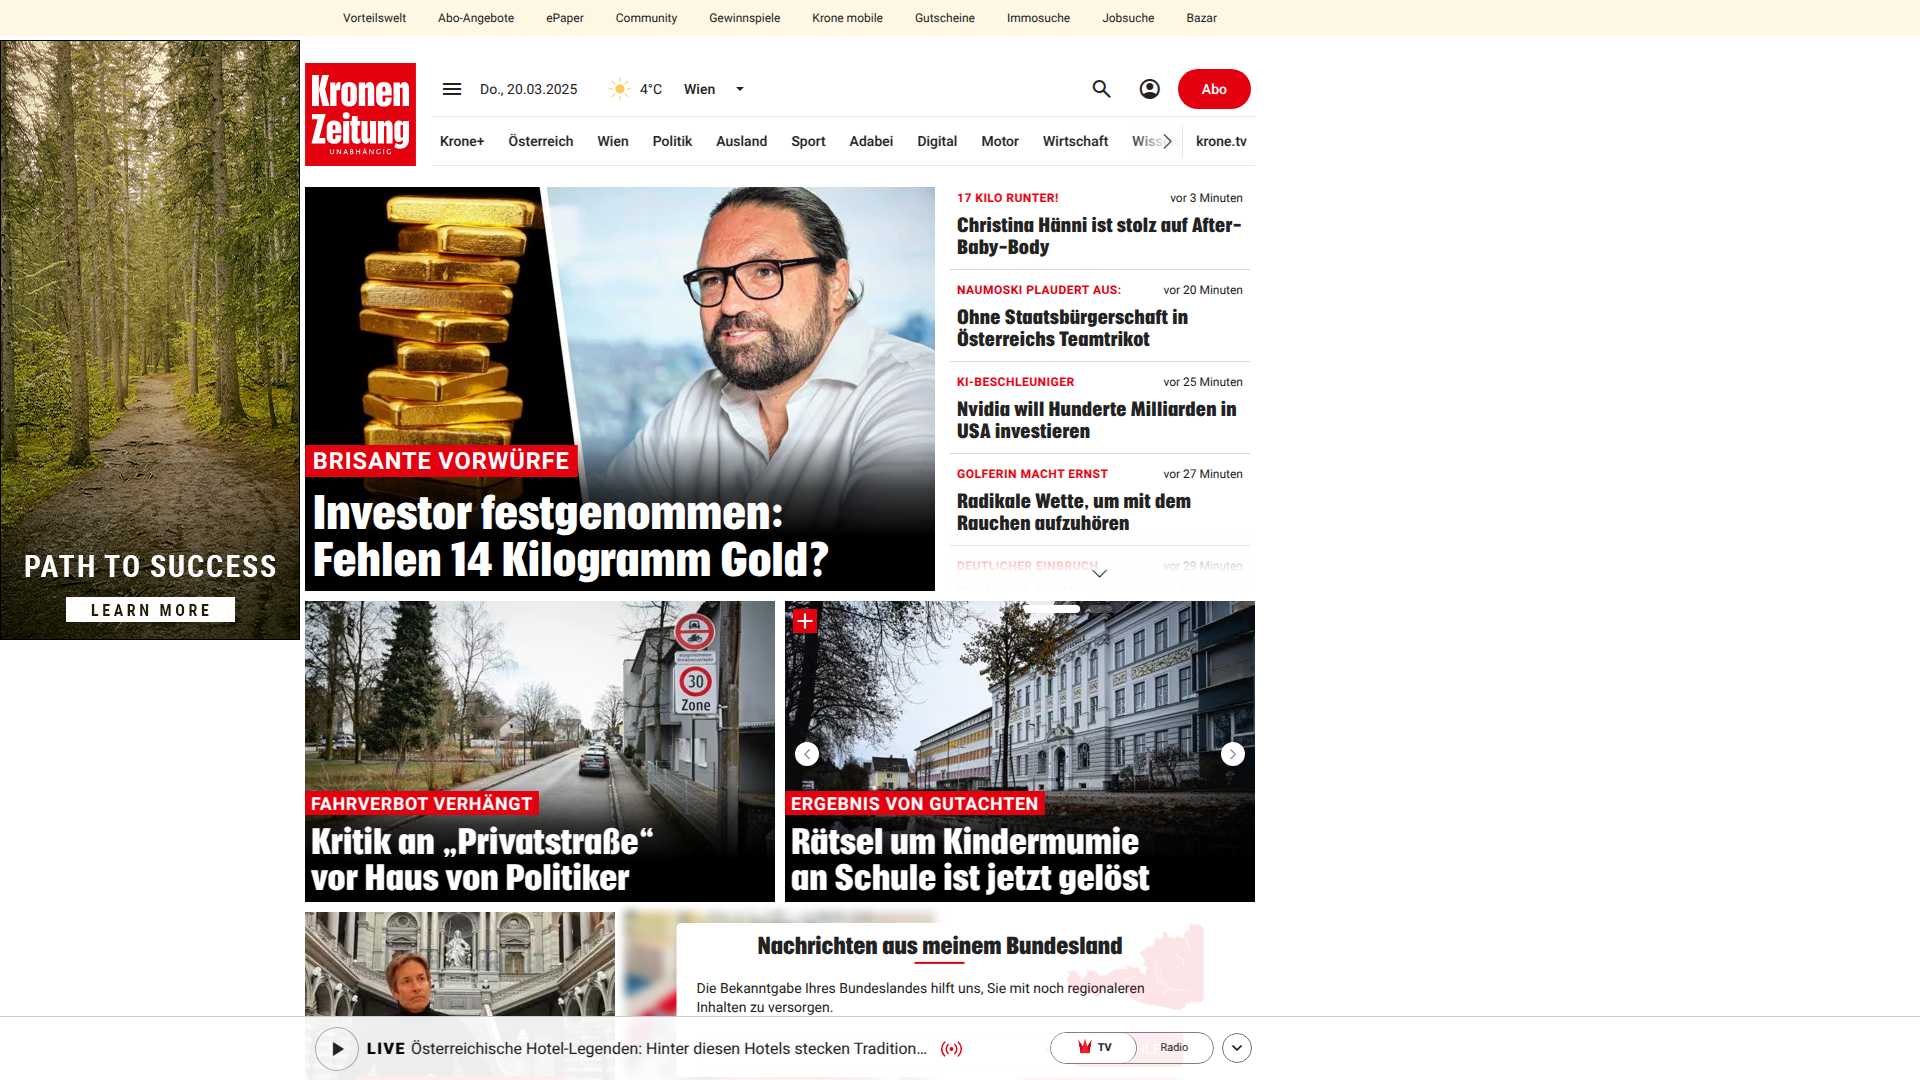 Vorteilswelt Abo-Angebote ePaper Community Gewinnspiele Krone mobile Gutscheine Immosuche Jobsuche Bazar
Kronen
Zeitung
UNABHÄNGIG
Do., 20.03.2025 4°C Wien
Abo
Krone+ Österreich Wien Politik Ausland Sport Adabei Digital Motor Wirtschaft Wiss krone.tv
PATH TO SUCCESS
LEARN MORE
BRISANTE VORWÜRFE
Investor festgenommen:
Fehlen 14 Kilogramm Gold?
17 KILO RUNTER! vor 3 Minuten
Christina Hänni ist stolz auf After-
Baby-Body
NAUMOSKI PLAUDERT AUS: vor 20 Minuten
Ohne Staatsbürgerschaft in
Österreichs Teamtrikot
KI-BESCHLEUNIGER vor 25 Minuten
Nvidia will Hunderte Milliarden in
USA investieren
GOLFERIN MACHT ERNST vor 27 Minuten
Radikale Wette, um mit dem
Rauchen aufzuhören
DEUTLICHER EINBRUCH vor 29 Minuten
30
Zone
FAHRVERBOT VERHÄNGT
Kritik an „Privatstraße“
vor Haus von Politiker
ERGEBNIS VON GUTACHTEN
Rätsel um Kindermumie
an Schule ist jetzt gelöst
Nachrichten aus meinem Bundesland
Die Bekanntgabe Ihres Bundeslandes hilft uns, Sie mit noch regionaleren
Inhalten zu versorgen.
LIVE Österreichische Hotel-Legenden: Hinter diesen Hotels stecken Tradition...
TV Radio